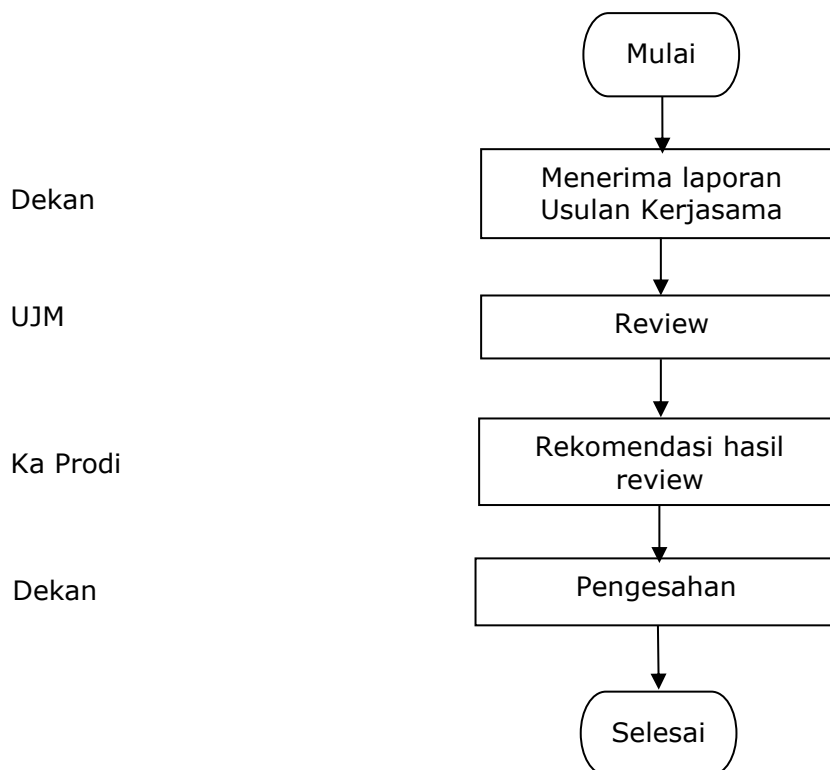 Mulai
Dekan
Menerima laporan
Usulan Kerjasama
UJM
Review
Ka Prodi
Rekomendasi hasil
review
Dekan
Pengesahan
Selesai